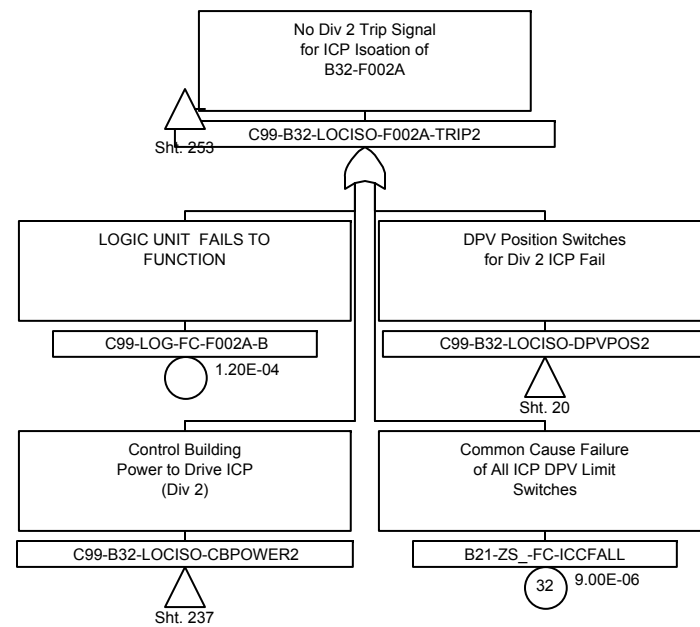 No Div 2 Trip Signal
for ICP Isoation of
B32-F002A
C99-B32-LOCISO-F002A-TRIP2
Sht. 253
LOGIC UNIT  FAILS TO
FUNCTION
C99-LOG-FC-F002A-B
1.20E-04
DPV Position Switches
for Div 2 ICP Fail
C99-B32-LOCISO-DPVPOS2
Sht. 20
Control Building
Power to Drive ICP
(Div 2)
C99-B32-LOCISO-CBPOWER2
Sht. 237
Common Cause Failure
of All ICP DPV Limit
Switches
B21-ZS_-FC-ICCFALL
32 9.00E-06